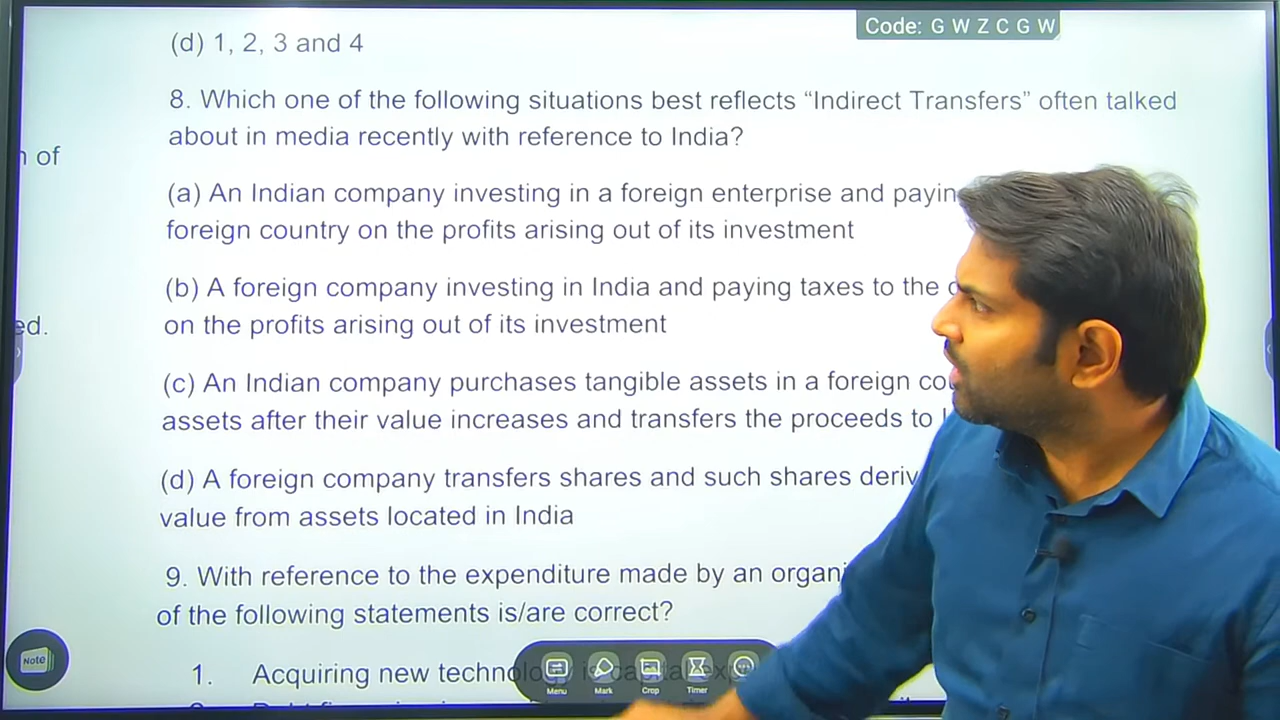 Code: G W Z C G W
(d) 1, 2, 3 and 4
8. Which one of the following situations best reflects “Indirect Transfers” often talked
about in media recently with reference to India?
of
(a) An Indian company investing in a foreign enterprise and
foreign country on the profits arising out of its investment
(b) A foreign company investing in India and paying taxes to the
on the profits arising out of its investment
ed.
(c) An Indian company purchases tangible assets in a foreign
assets after their value increases and transfers the proceeds to
(d) A foreign company transfers shares and such shares
value from assets located in India
9. With reference to the expenditure made by an
of the following statements is/are correct?
1. Acquiring new technology is capital
Note
Menu Mark Crop Timer